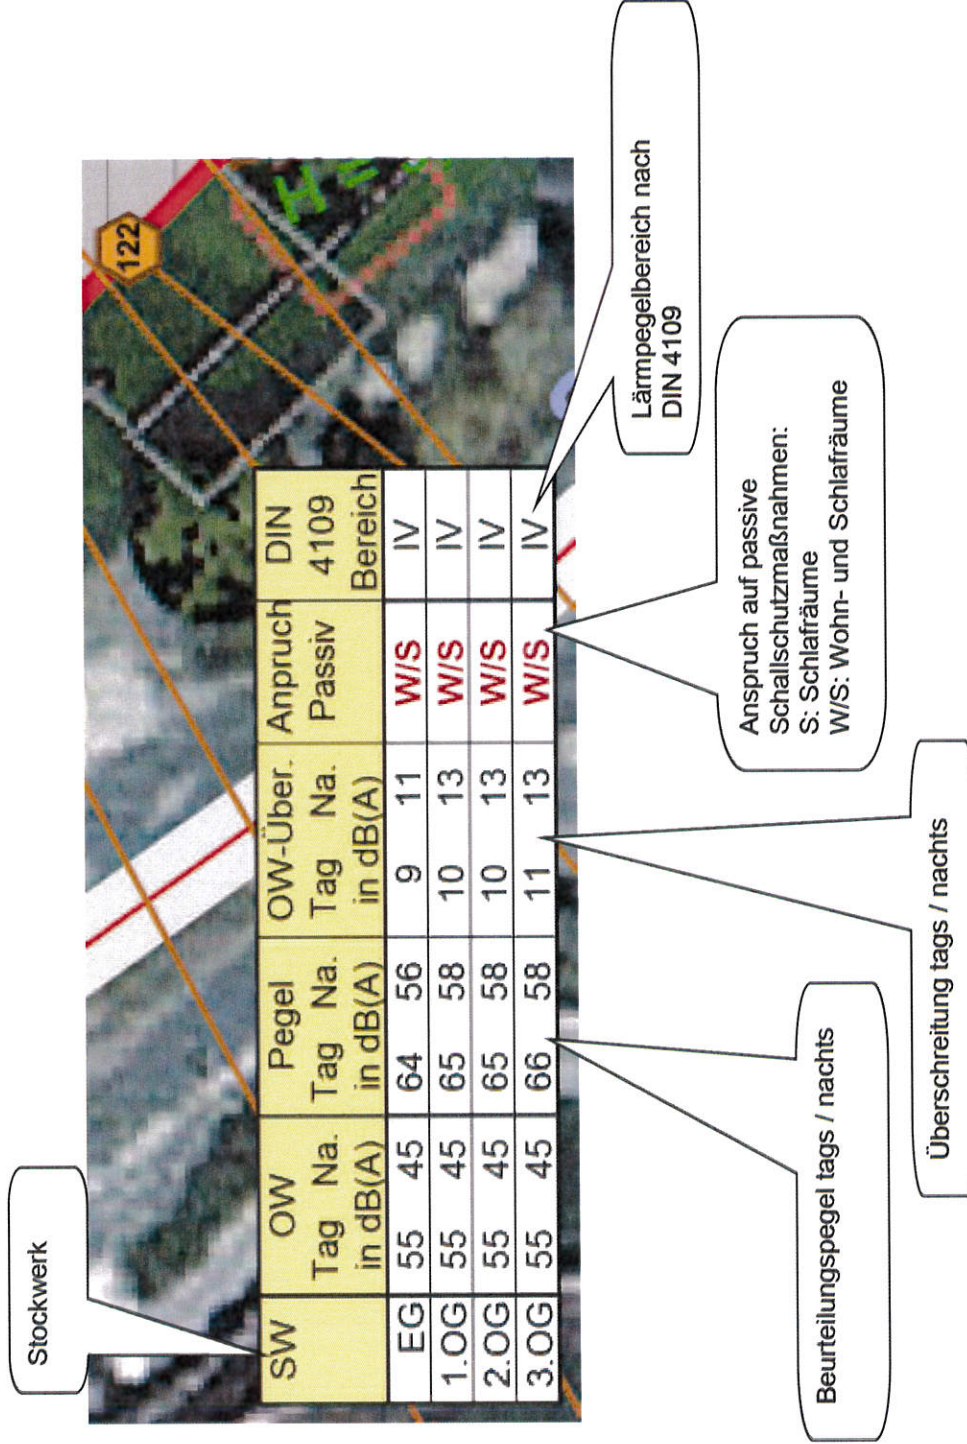 Stockwerk
122
H=
SW OW Pegel OW-Über. Anpruch DIN
Tag Na. Tag Na. Tag Na. Passiv 4109
in dB(A) in dB(A) in dB(A) Bereich
EG 55 45 64 56 9 11 W/S IV
1.OG 55 45 65 58 10 13 W/S IV
2.OG 55 45 65 58 10 13 W/S IV
3.OG 55 45 66 58 11 13 W/S IV
Lärmpegelbereich nach
DIN 4109
Anspruch auf passive
Schallschutzmaßnahmen:
S: Schlafräume
W/S: Wohn- und Schlafräume
Beurteilungspegel tags / nachts
Überschreitung tags / nachts